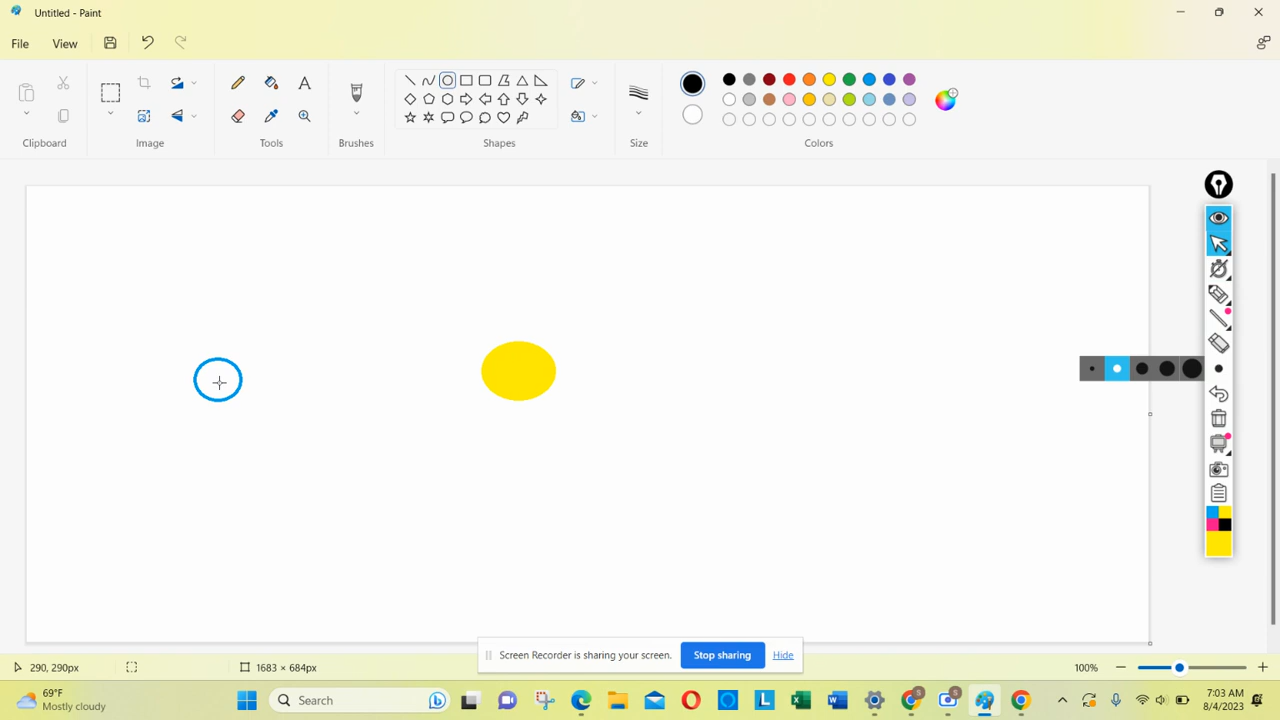 Untitled - Paint
File View
Clipboard
Image
Tools
Brushes
Shapes
Size
Colors
A
Screen Recorder is sharing your screen. Stop sharing Hide
290, 290px
1683 × 684px
100%
69°F
Mostly cloudy
Search
7:03 AM
8/4/2023